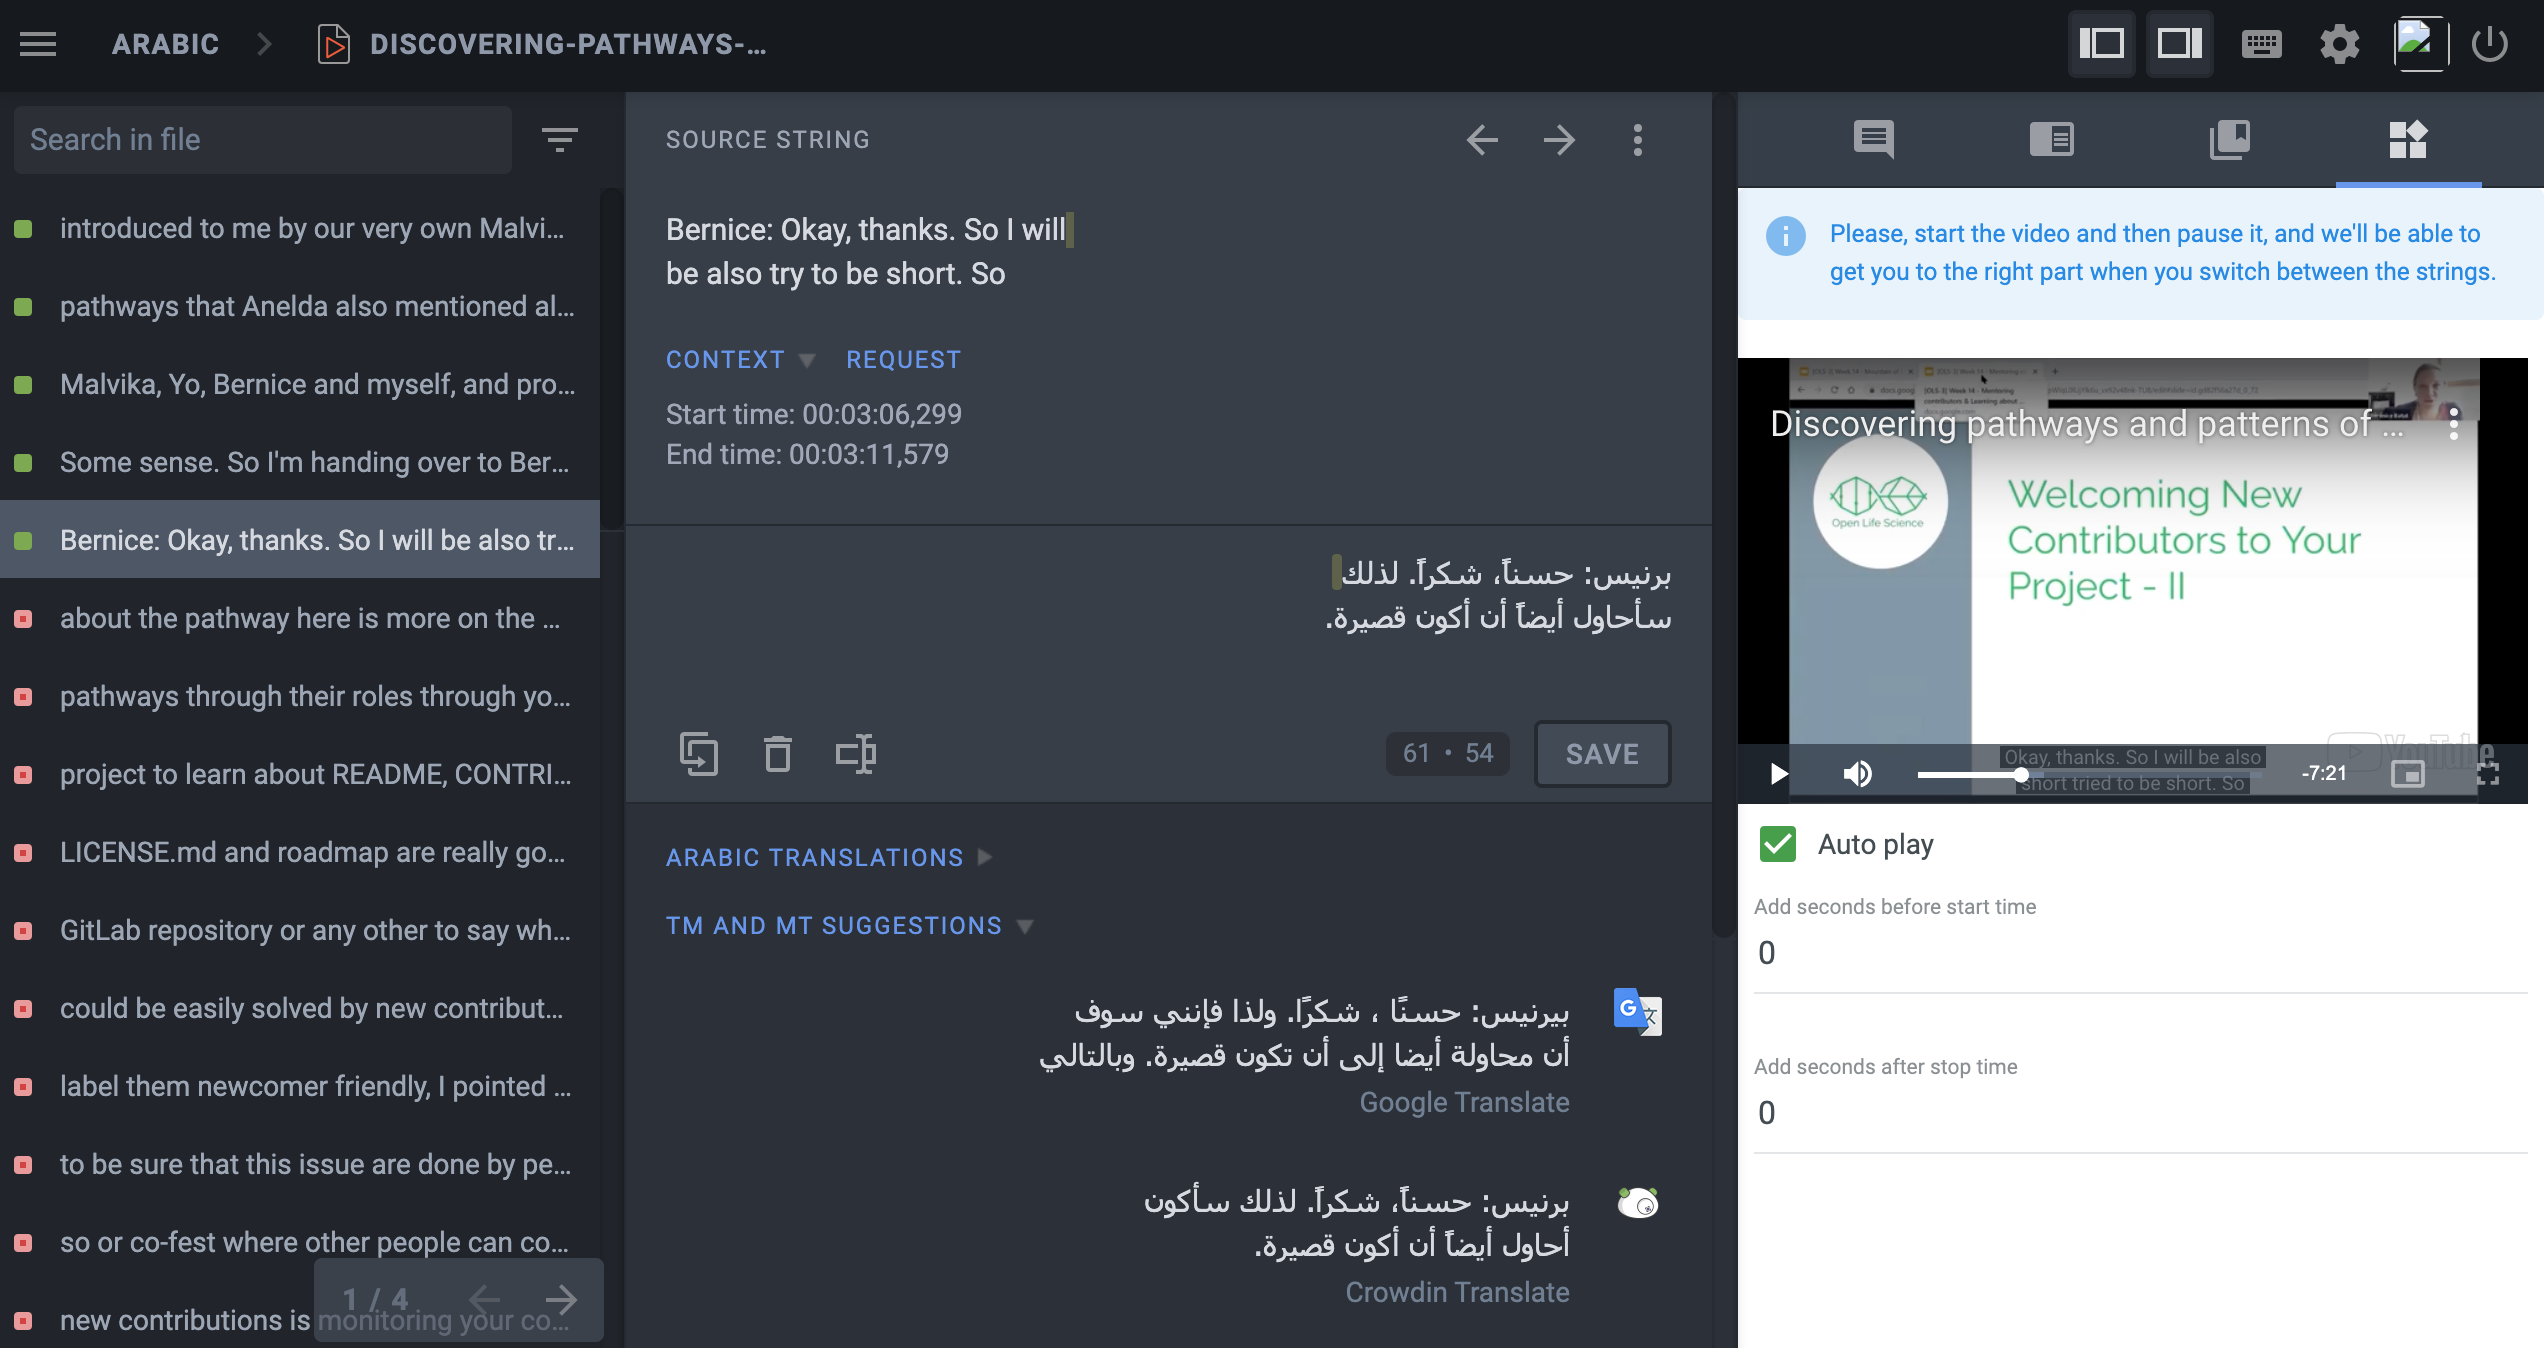 ARABIC
DISCOVERING-PATHWAYS-...
Search in file
introduced to me by our very own Malvi...
pathways that Anelda also mentioned al...
Malvika, Yo, Bernice and myself, and pro...
Some sense. So I'm handing over to Ber...
Bernice: Okay, thanks. So I will be also tr...
about the pathway here is more on the ...
pathways through their roles through yo...
project to learn about README, CONTRI...
LICENSE.md and roadmap are really go...
GitLab repository or any other to say wh...
could be easily solved by new contribut...
label them newcomer friendly, I pointed ...
to be sure that this issue are done by pe...
so or co-fest where other people can co...
new contributions is monitoring your co...
1 / 4
SOURCE STRING
Bernice: Okay, thanks. So I will
be also try to be short. So
CONTEXT REQUEST
Start time: 00:03:06,299
End time: 00:03:11,579
برنيس: حسناً، شكراً. لذلك
سأحاول أيضاً أن أكون قصيرة.
61 • 54
SAVE
ARABIC TRANSLATIONS
TM AND MT SUGGESTIONS
بيرنيس: حسنًا ، شكرًا. ولذا فإنني سوف
أن محاولة أيضا إلى أن تكون قصيرة. وبالتالي
Google Translate
برنيس: حسناً، شكراً. لذلك سأكون
أحاول أيضاً أن أكون قصيرة.
Crowdin Translate
Please, start the video and then pause it, and we'll be able to
get you to the right part when you switch between the strings.
Discovering pathways and patterns of ...
Open Life Science
Welcoming New
Contributors to Your
Project - II
YouTube
Okay, thanks. So I will be also
short tried to be short. So
-7:21
Auto play
Add seconds before start time
0
Add seconds after stop time
0